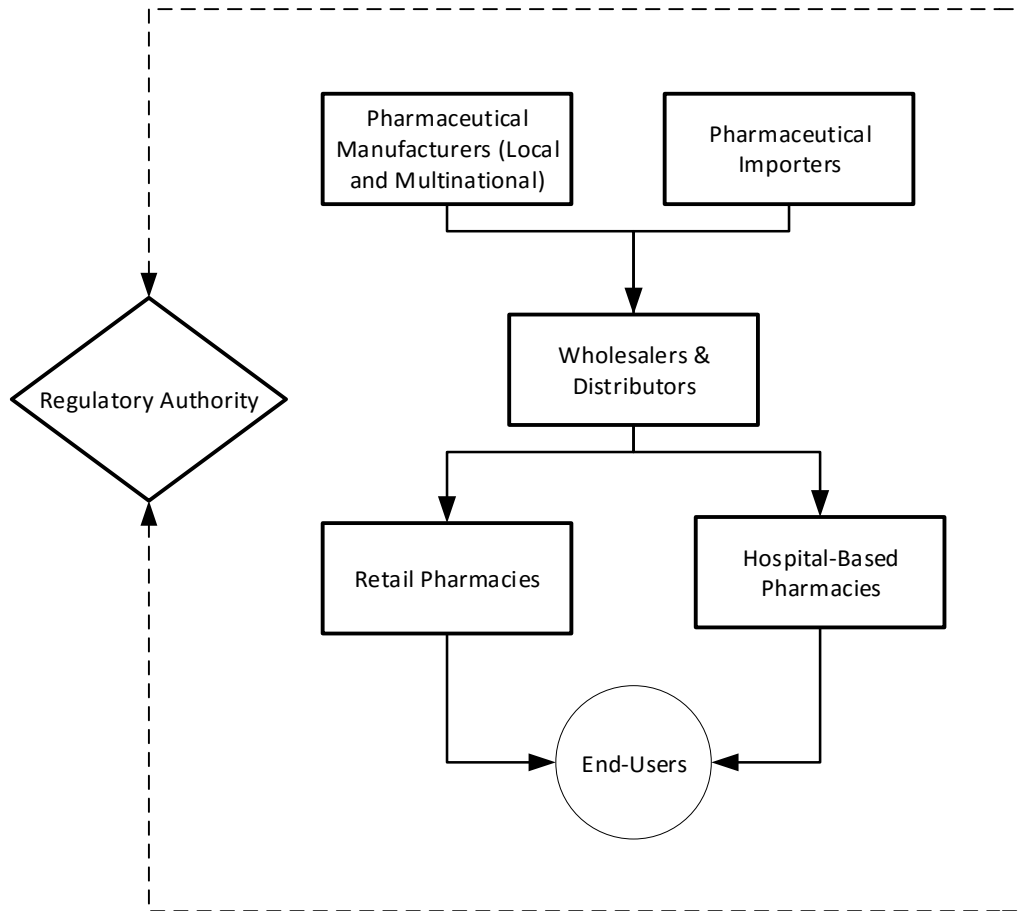 Pharmaceutical
Manufacturers (Local
and Multinational)
Pharmaceutical
Importers
Wholesalers &
Distributors
Regulatory Authority
Retail Pharmacies
Hospital-Based
Pharmacies
End-Users